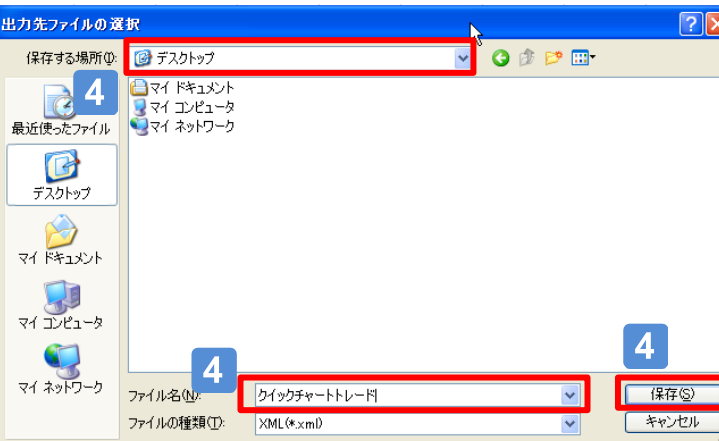 出力先ファイルの選択
保存する場所(I):
デスクトップ
4
マイ ドキュメント
マイ コンピュータ
マイ ネットワーク
最近使ったファイル
デスクトップ
マイ ドキュメント
マイ コンピュータ
マイ ネットワーク
4
4
ファイル名(N):
クイックチャートトレード
保存(S)
ファイルの種類(T):
XML(*.xml)
キャンセル